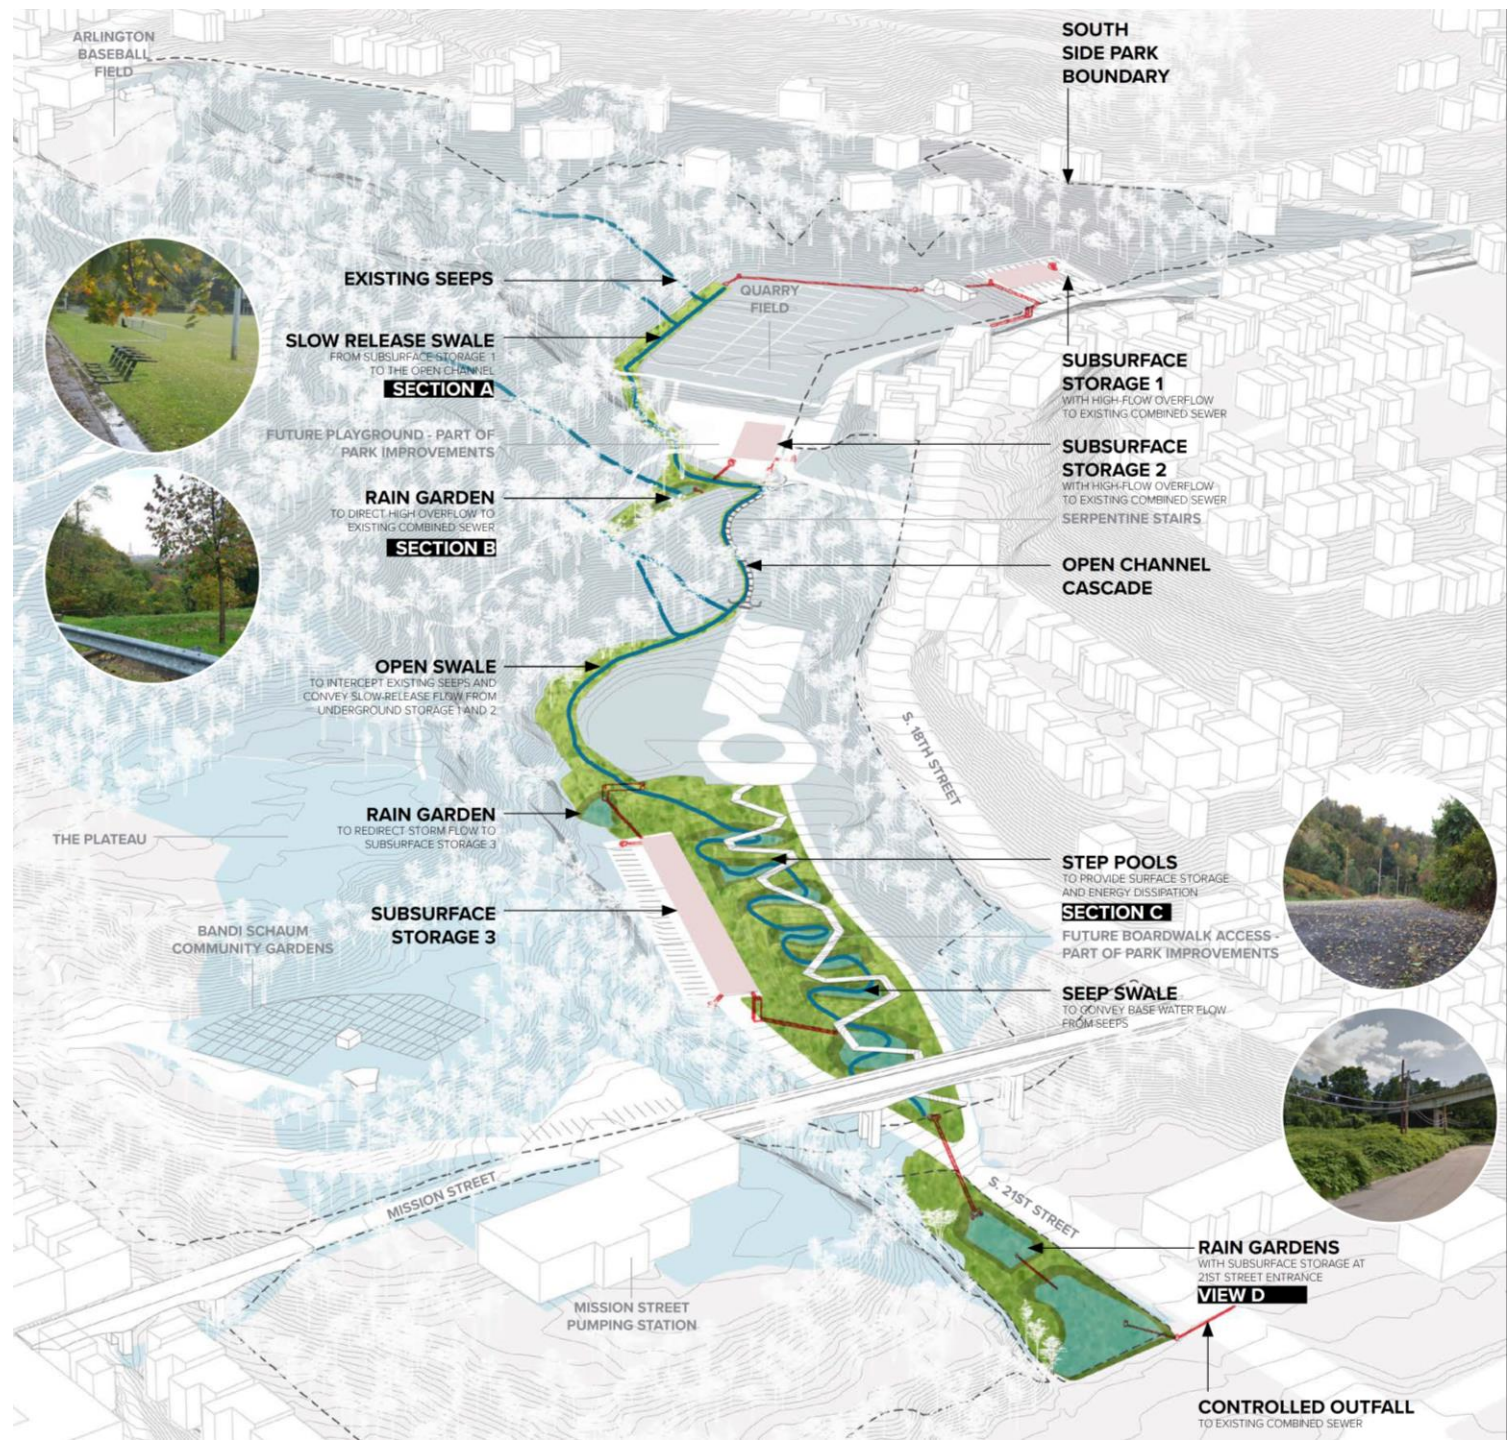 ARLINGTON
BASEBALL
FIELD
SOUTH
SIDE PARK
BOUNDARY
EXISTING SEEPS
QUARRY
FIELD
SLOW RELEASE SWALE
FROM SUBSURFACE STORAGE 1
TO THE OPEN CHANNEL
SECTION A
SUBSURFACE
STORAGE 1
WITH HIGH-FLOW OVERFLOW
TO EXISTING COMBINED SEWER
FUTURE PLAYGROUND - PART OF
PARK IMPROVEMENTS
SUBSURFACE
STORAGE 2
WITH HIGH-FLOW OVERFLOW
TO EXISTING COMBINED SEWER
SERPENTINE STAIRS
RAIN GARDEN
TO DIRECT HIGH OVERFLOW TO
EXISTING COMBINED SEWER
SECTION B
OPEN CHANNEL
CASCADE
OPEN SWALE
TO INTERCEPT EXISTING SEEPS AND
CONVEY SLOW-RELEASE FLOW FROM
UNDERGROUND STORAGE 1 AND 2
S. 18TH STREET
RAIN GARDEN
TO REDIRECT STORM FLOW TO
SUBSURFACE STORAGE 3
THE PLATEAU
STEP POOLS
TO PROVIDE SURFACE STORAGE
AND ENERGY DISSIPATION
SECTION C
FUTURE BOARDWALK ACCESS -
PART OF PARK IMPROVEMENTS
SUBSURFACE
STORAGE 3
BANDI SCHAUM
COMMUNITY GARDENS
SEEP SWALE
TO CONVEY BASE WATER FLOW
FROM SEEPS
MISSION STREET
S. 21ST STREET
RAIN GARDENS
WITH SUBSURFACE STORAGE AT
21ST STREET ENTRANCE
VIEW D
MISSION STREET
PUMPING STATION
CONTROLLED OUTFALL
TO EXISTING COMBINED SEWER